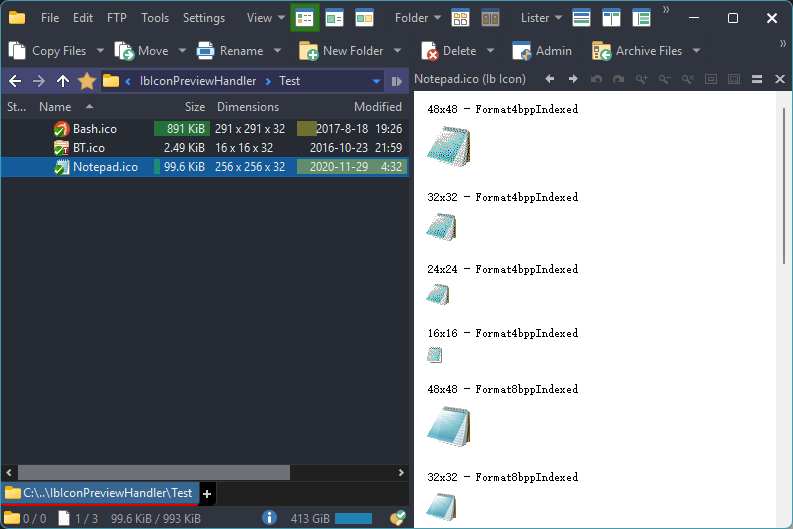 File Edit FTP Tools Settings View Folder Lister »
Copy Files Move Rename New Folder Delete Admin Archive Files »
IbIconPreviewHandler Test Notepad.ico (Ib Icon)
St... Name Size Dimensions Modified
Bash.ico 891 KiB 291 x 291 x 32 2017-8-18 19:26
BT.ico 2.49 KiB 16 x 16 x 32 2016-10-23 21:59
Notepad.ico 99.6 KiB 256 x 256 x 32 2020-11-29 4:32
48x48 - Format4bppIndexed
32x32 - Format4bppIndexed
24x24 - Format4bppIndexed
16x16 - Format4bppIndexed
48x48 - Format8bppIndexed
32x32 - Format8bppIndexed
C:\..\IbIconPreviewHandler\Test +
0 / 0 1 / 3 99.6 KiB / 993 KiB 413 GiB